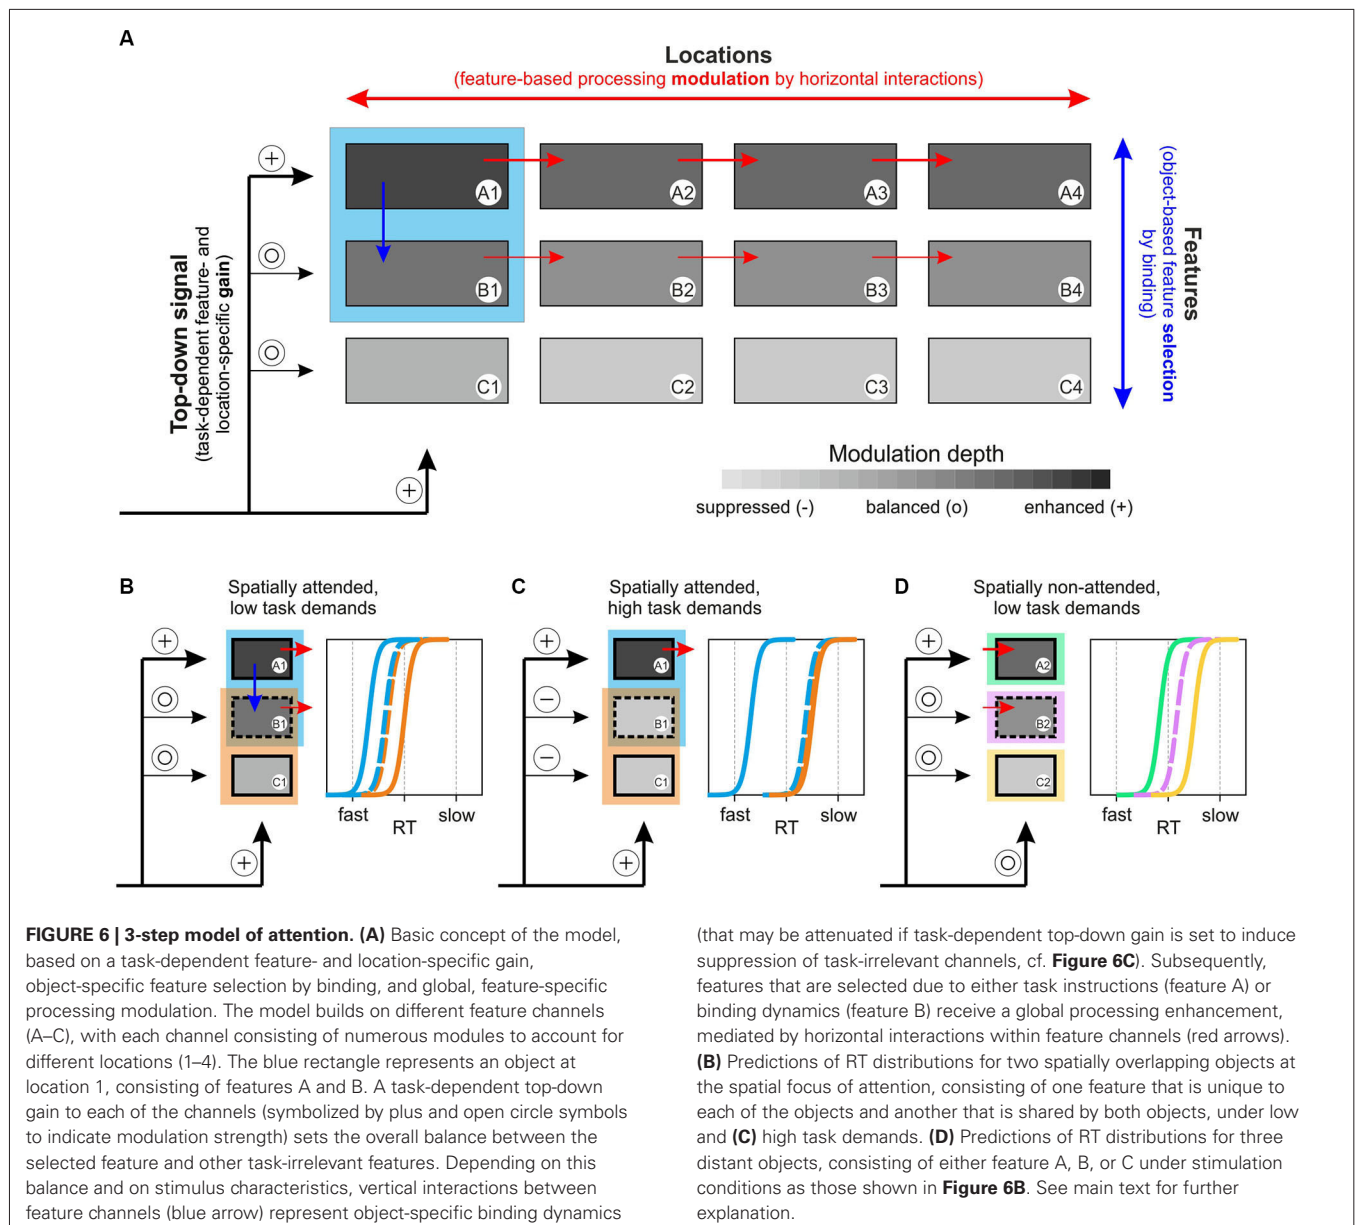 A
Locations
(feature-based processing modulation by horizontal interactions)
+
A1
A2
A3
A4
B1
B2
B3
B4
C1
C2
C3
C4
Top-down signal
(task-dependent feature- and
location-specific gain)
+
Features
(object-based feature selection
by binding)
Modulation depth
suppressed (-)
balanced (o)
enhanced (+)
B
Spatially attended,
low task demands
+
A1
B1
C1
+
fast
RT
slow
C
Spatially attended,
high task demands
+
−
−
A1
B1
C1
+
fast
RT
slow
D
Spatially non-attended,
low task demands
+
A2
B2
C2
fast
RT
slow
FIGURE 6 | 3-step model of attention. (A) Basic concept of the model,
based on a task-dependent feature- and location-specific gain,
object-specific feature selection by binding, and global, feature-specific
processing modulation. The model builds on different feature channels
(A–C), with each channel consisting of numerous modules to account for
different locations (1–4). The blue rectangle represents an object at
location 1, consisting of features A and B. A task-dependent top-down
gain to each of the channels (symbolized by plus and open circle symbols
to indicate modulation strength) sets the overall balance between the
selected feature and other task-irrelevant features. Depending on this
balance and on stimulus characteristics, vertical interactions between
feature channels (blue arrow) represent object-specific binding dynamics
(that may be attenuated if task-dependent top-down gain is set to induce
suppression of task-irrelevant channels, cf. Figure 6C). Subsequently,
features that are selected due to either task instructions (feature A) or
binding dynamics (feature B) receive a global processing enhancement,
mediated by horizontal interactions within feature channels (red arrows).
(B) Predictions of RT distributions for two spatially overlapping objects at
the spatial focus of attention, consisting of one feature that is unique to
each of the objects and another that is shared by both objects, under low
and (C) high task demands. (D) Predictions of RT distributions for three
distant objects, consisting of either feature A, B, or C under stimulation
conditions as those shown in Figure 6B. See main text for further
explanation.